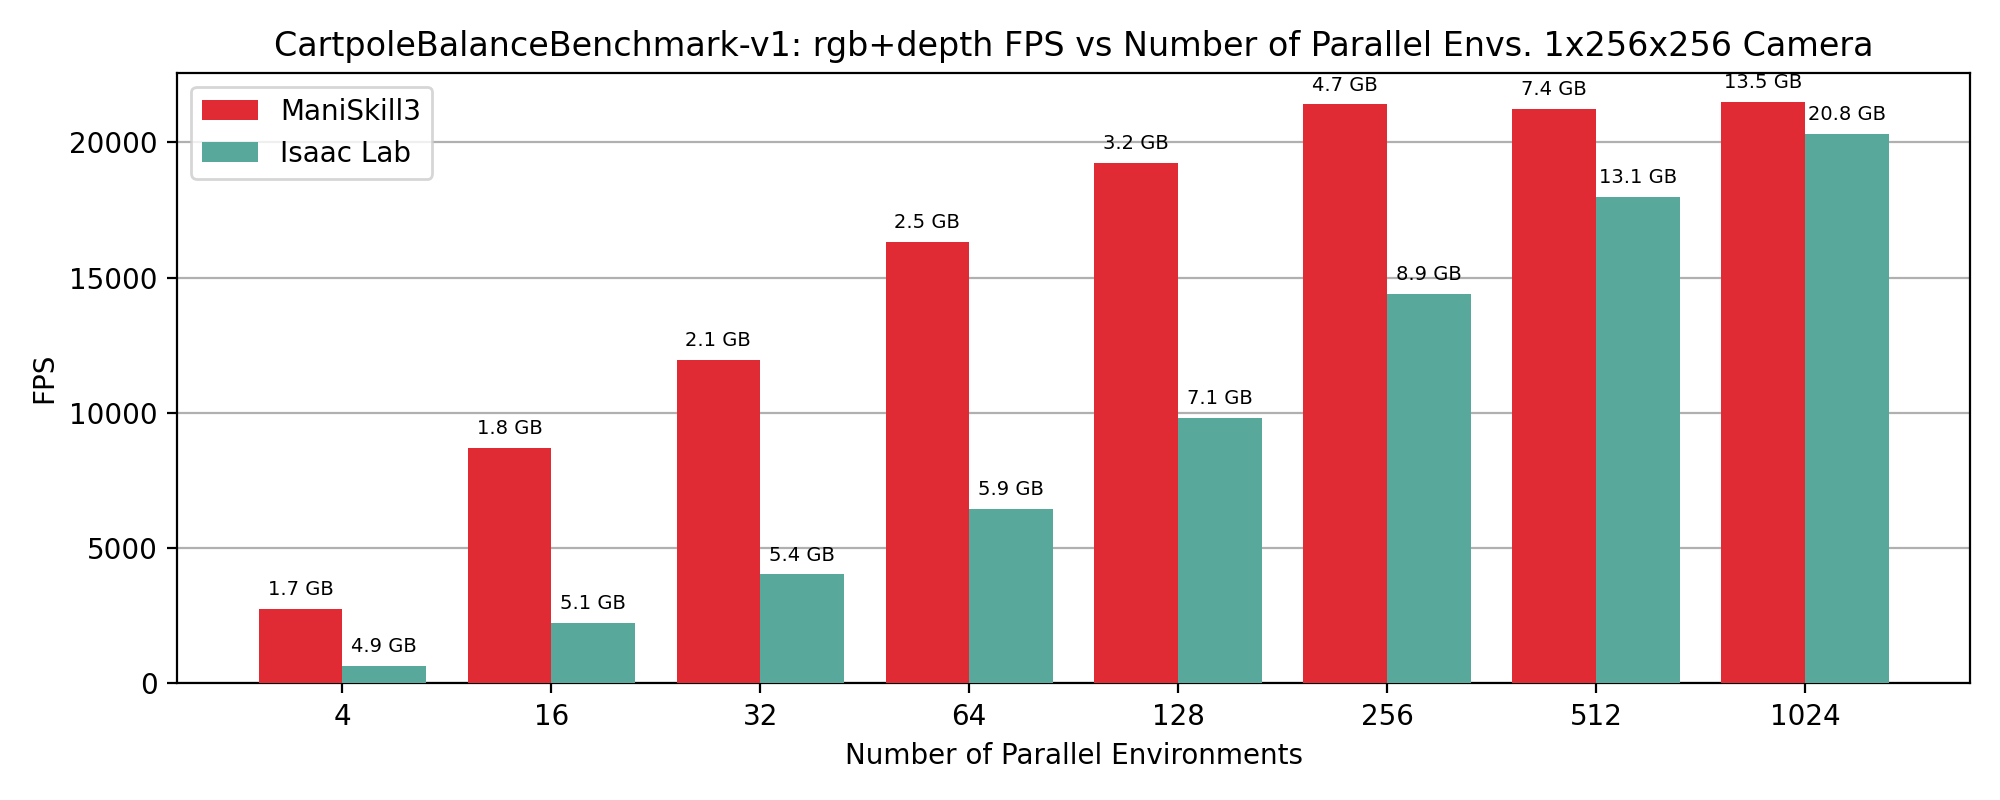 CartpoleBalanceBenchmark-v1: rgb+depth FPS vs Number of Parallel Envs. 1x256x256 Camera
ManiSkill3
Isaac Lab
FPS
20000
15000
10000
5000
0
1.7 GB
4.9 GB
1.8 GB
5.1 GB
2.1 GB
5.4 GB
2.5 GB
5.9 GB
3.2 GB
7.1 GB
4.7 GB
8.9 GB
7.4 GB
13.1 GB
13.5 GB
20.8 GB
4 16 32 64 128 256 512 1024
Number of Parallel Environments